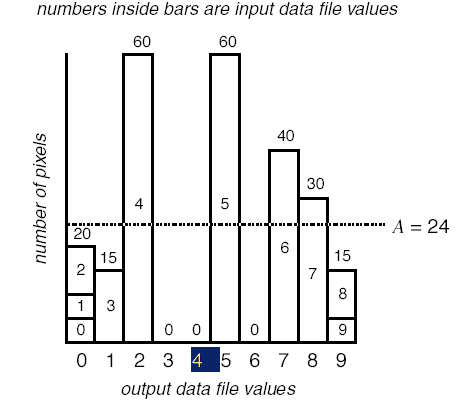 numbers inside bars are input data file values
number of pixels
60 60
40
30
20 15 15
A = 24
4 5
6
7
2
1
0
3
0 0 0
8
9
0 1 2 3 4 5 6 7 8 9
output data file values